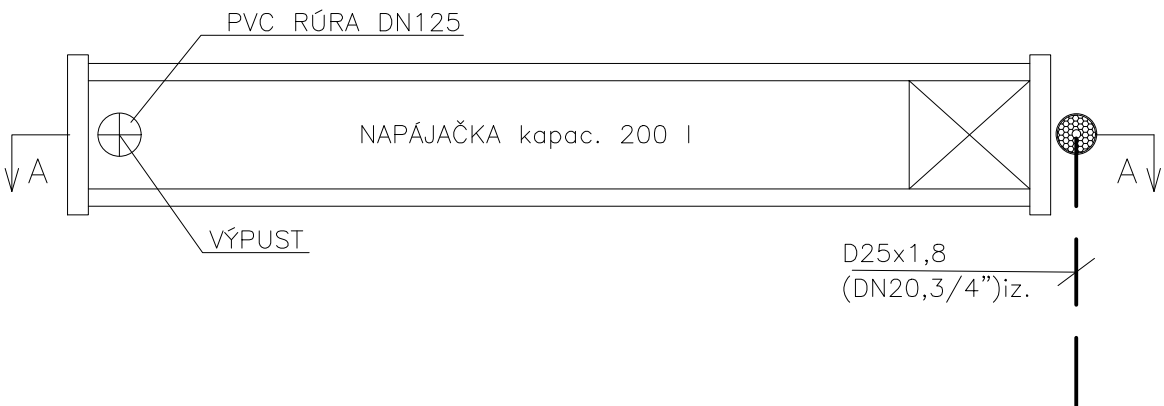 PVC RÚRA DN125
NAPÁJAČKA kapac. 200 l
A
A
VÝPUST
D25x1,8
(DN20,3/4")iz.